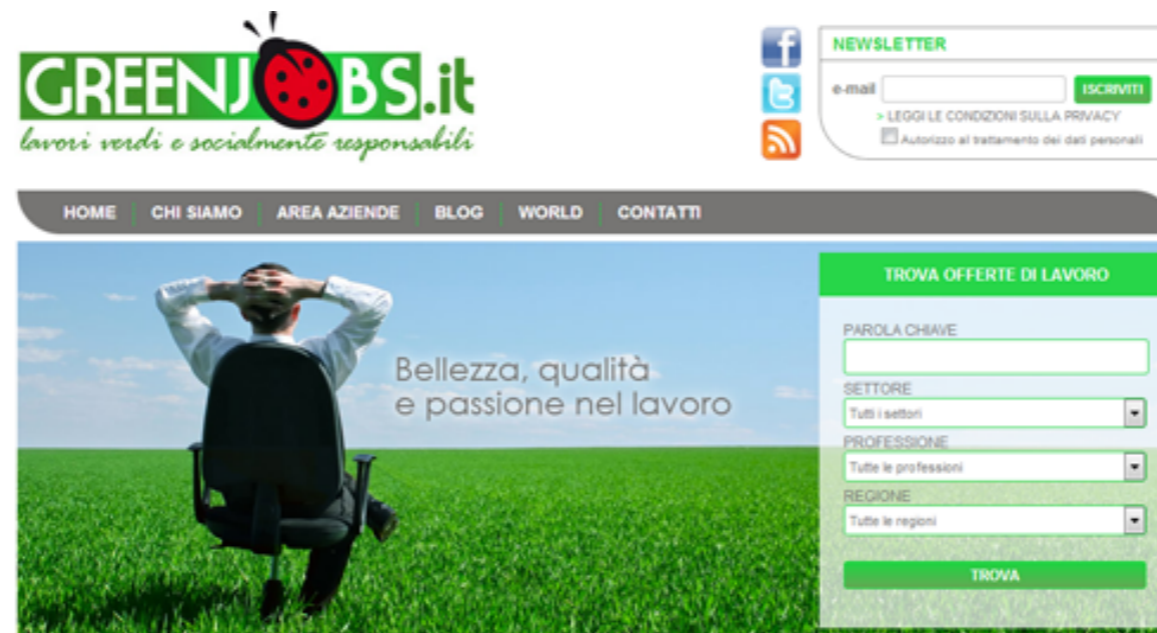 GREENJOBS.it
lavori verdi e socialmente responsabili
NEWSLETTER
e-mail
ISCRIVITI
> LEGGI LE CONDIZIONI SULLA PRIVACY
Autorizzo al trattamento dei dati personali
HOME CHI SIAMO AREA AZIENDE BLOG WORLD CONTATTI
Bellezza, qualità
e passione nel lavoro
TROVA OFFERTE DI LAVORO
PAROLA CHIAVE
SETTORE
Tutti i settori
PROFESSIONE
Tutte le professioni
REGIONE
Tutte le regioni
TROVA